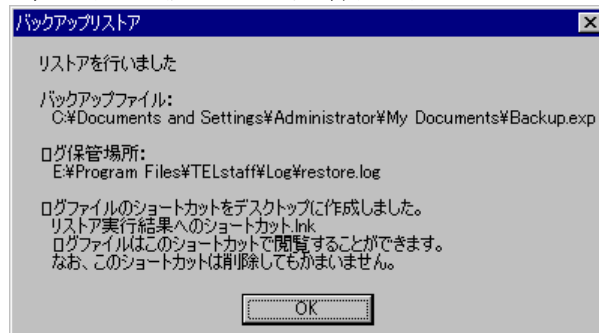 バックアップリストア
リストアを行いました
バックアップファイル:
C:¥Documents and Settings¥Administrator¥My Documents¥Backup.exp
ログ保管場所:
E:¥Program Files¥TELstaff¥Log¥restore.log
ログファイルのショートカットをデスクトップに作成しました。
リストア実行結果へのショートカット.lnk
ログファイルはこのショートカットで閲覧することができます。
なお、このショートカットは削除してもかまいません。
OK